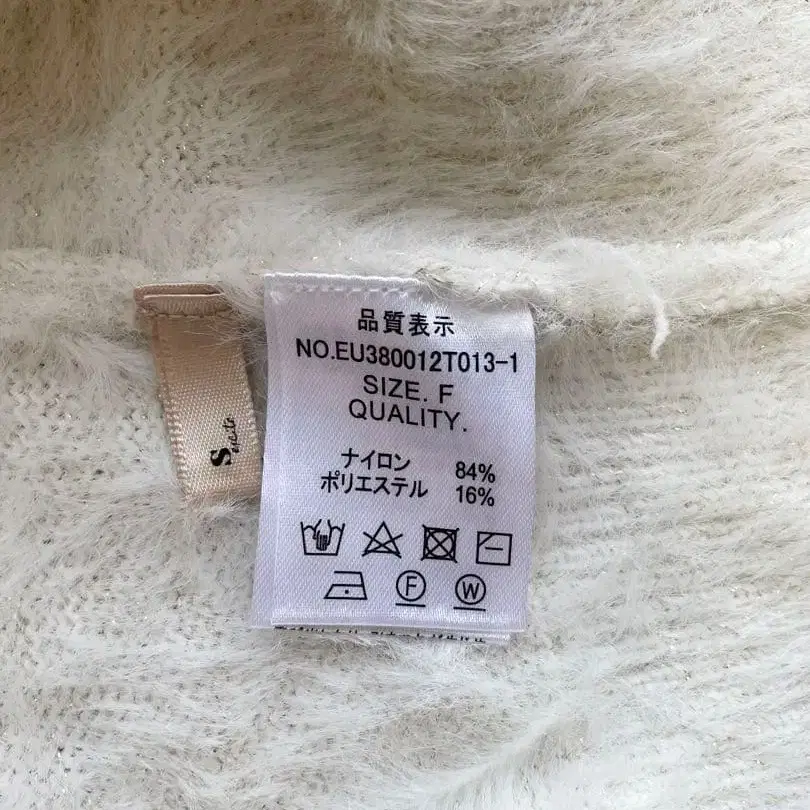 品質表示
NO.EU380012T013-1
SIZE. F
QUALITY.
ナイロン 84%
ポリエステル 16%
F
W